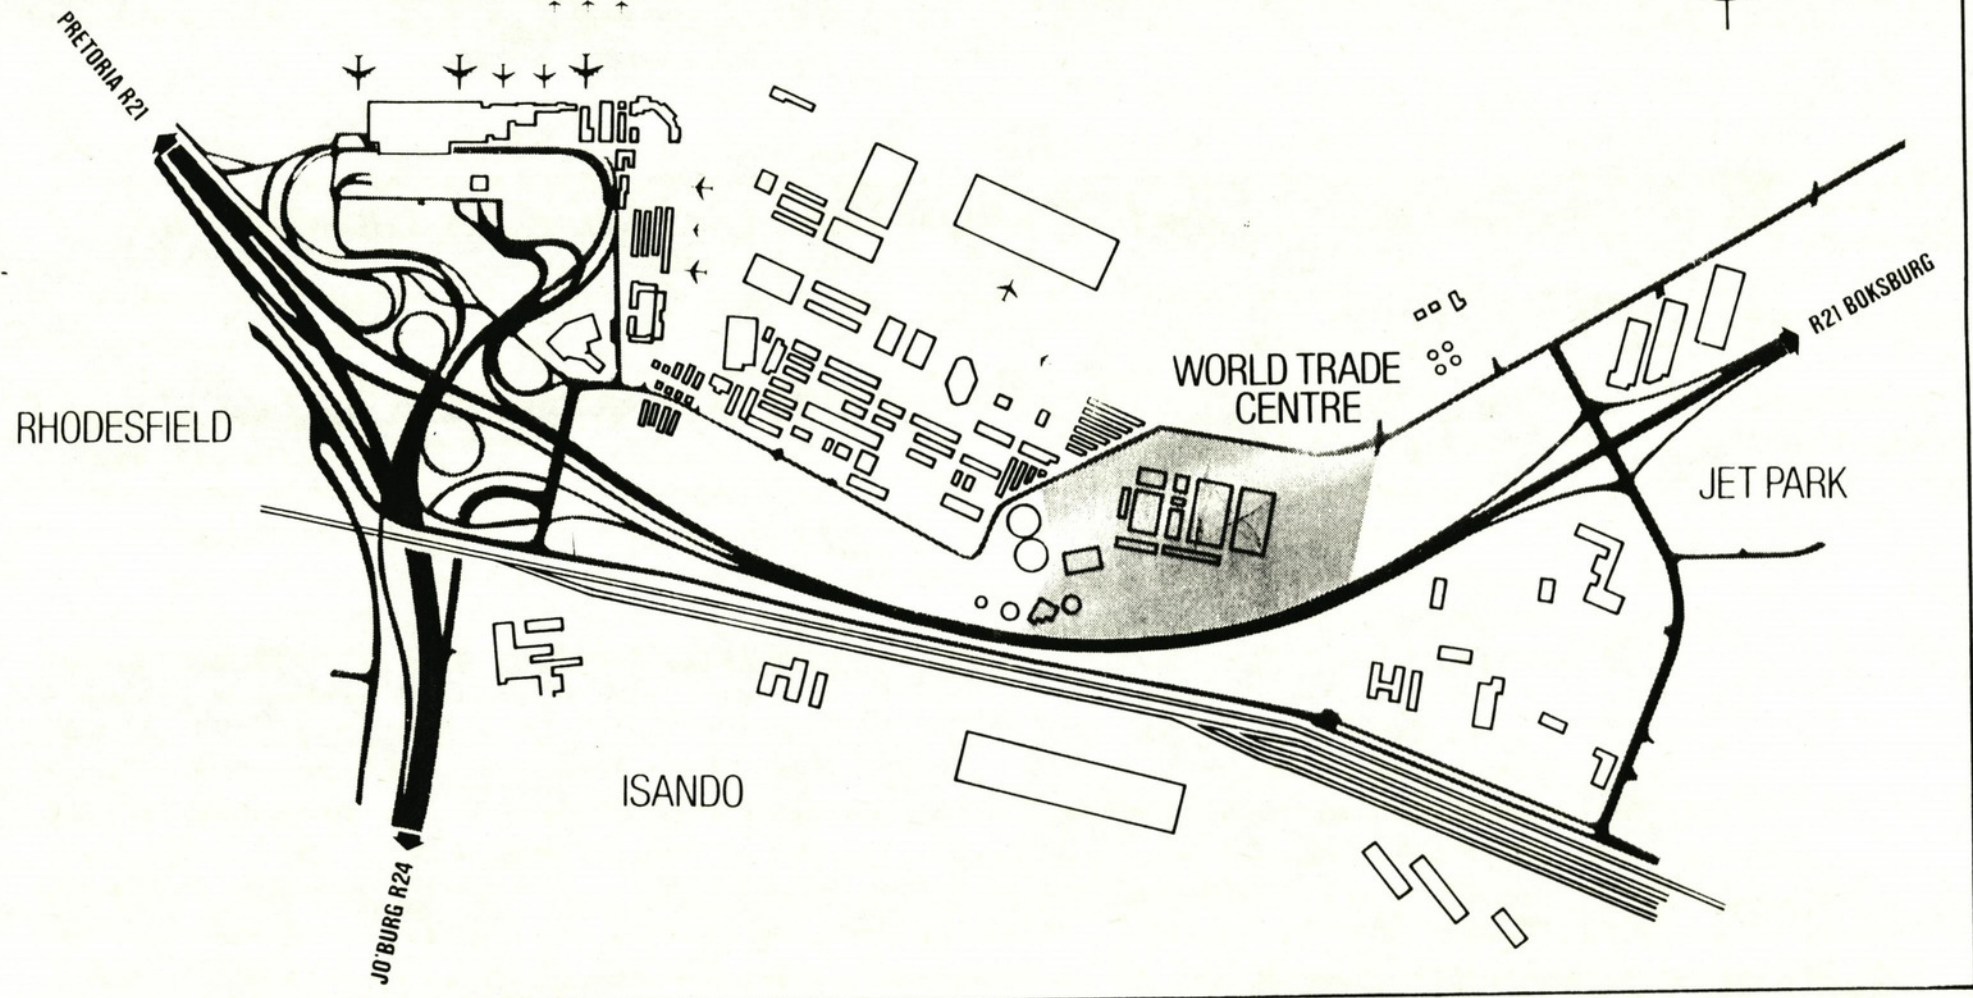 PRETORIA R21
R21 BOKSBURG
WORLD TRADE
CENTRE
RHODESFIELD
JET PARK
ISANDO
JO'BURG R24